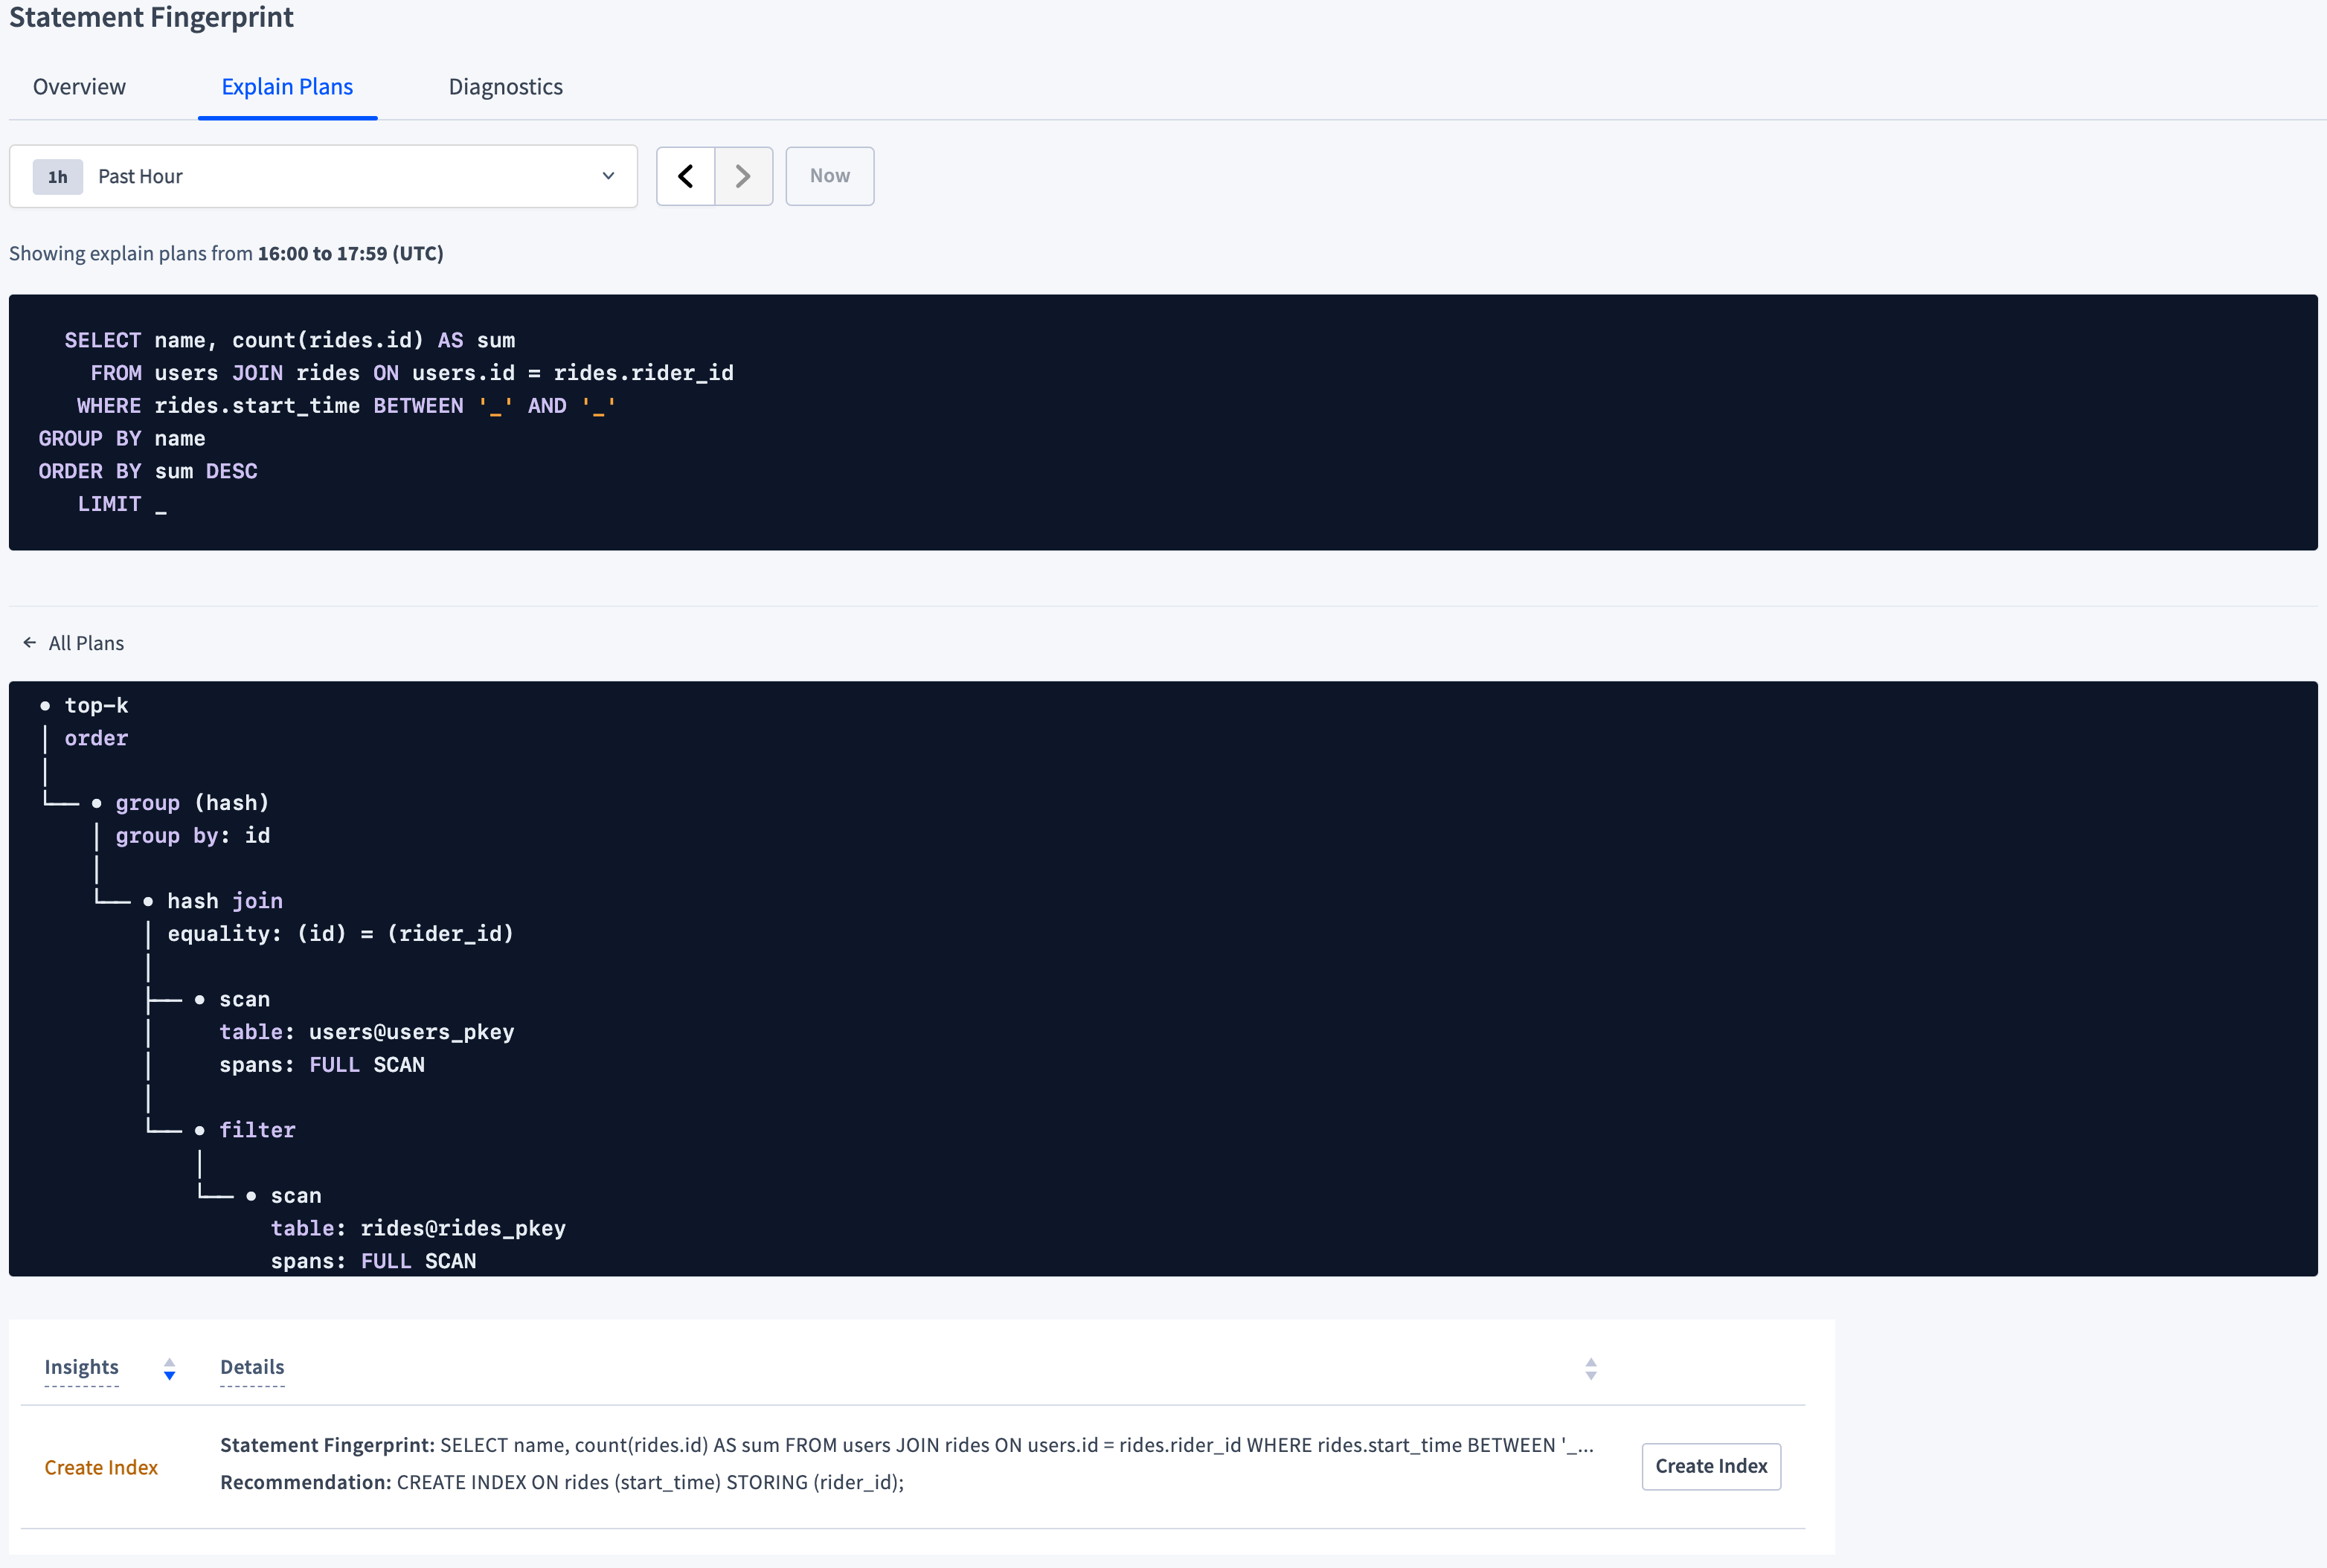 Statement Fingerprint
Overview Explain Plans Diagnostics
1h Past Hour Now
Showing explain plans from 16:00 to 17:59 (UTC)
SELECT name, count(rides.id) AS sum
FROM users JOIN rides ON users.id = rides.rider_id
WHERE rides.start_time BETWEEN '_' AND '_'
GROUP BY name
ORDER BY sum DESC
LIMIT _
← All Plans
• top-k
│ order
│
└── • group (hash)
│ group by: id
│
└── • hash join
│ equality: (id) = (rider_id)
│
├── • scan
│ table: users@users_pkey
│ spans: FULL SCAN
│
└── • filter
│
└── • scan
table: rides@rides_pkey
spans: FULL SCAN
Insights Details
Statement Fingerprint: SELECT name, count(rides.id) AS sum FROM users JOIN rides ON users.id = rides.rider_id WHERE rides.start_time BETWEEN '_...
Create Index
Recommendation: CREATE INDEX ON rides (start_time) STORING (rider_id);
Create Index